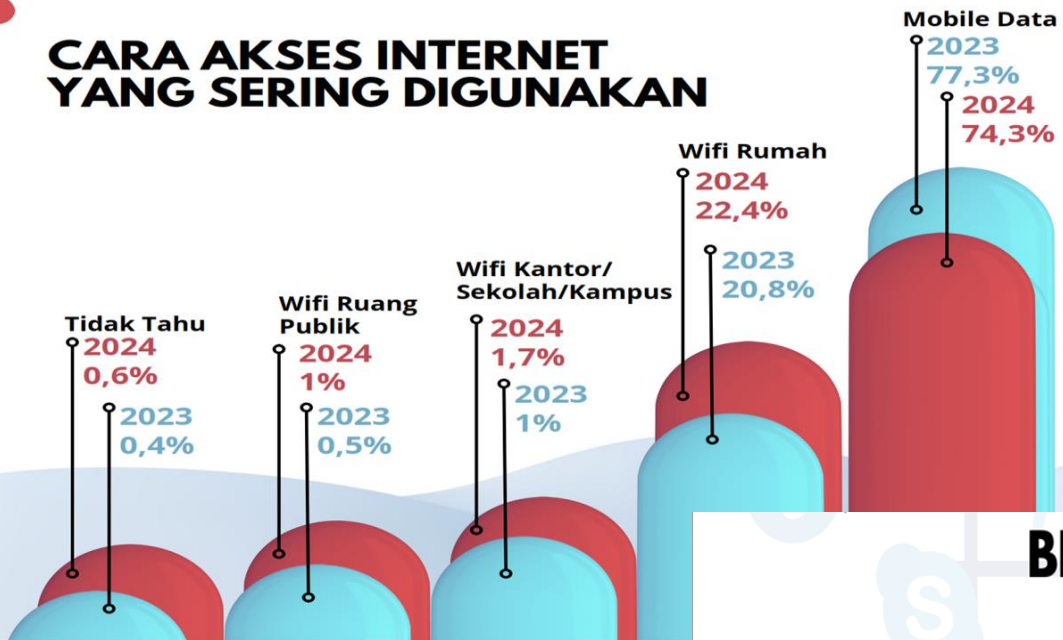 CARA AKSES INTERNET
YANG SERING DIGUNAKAN
Tidak Tahu
2024
0,6%
2023
0,4%
Wifi Ruang
Publik
2024
1%
2023
0,5%
Wifi Kantor/
Sekolah/Kampus
2024
1,7%
2023
1%
Wifi Rumah
2024
22,4%
2023
20,8%
Mobile Data
2023
77,3%
2024
74,3%